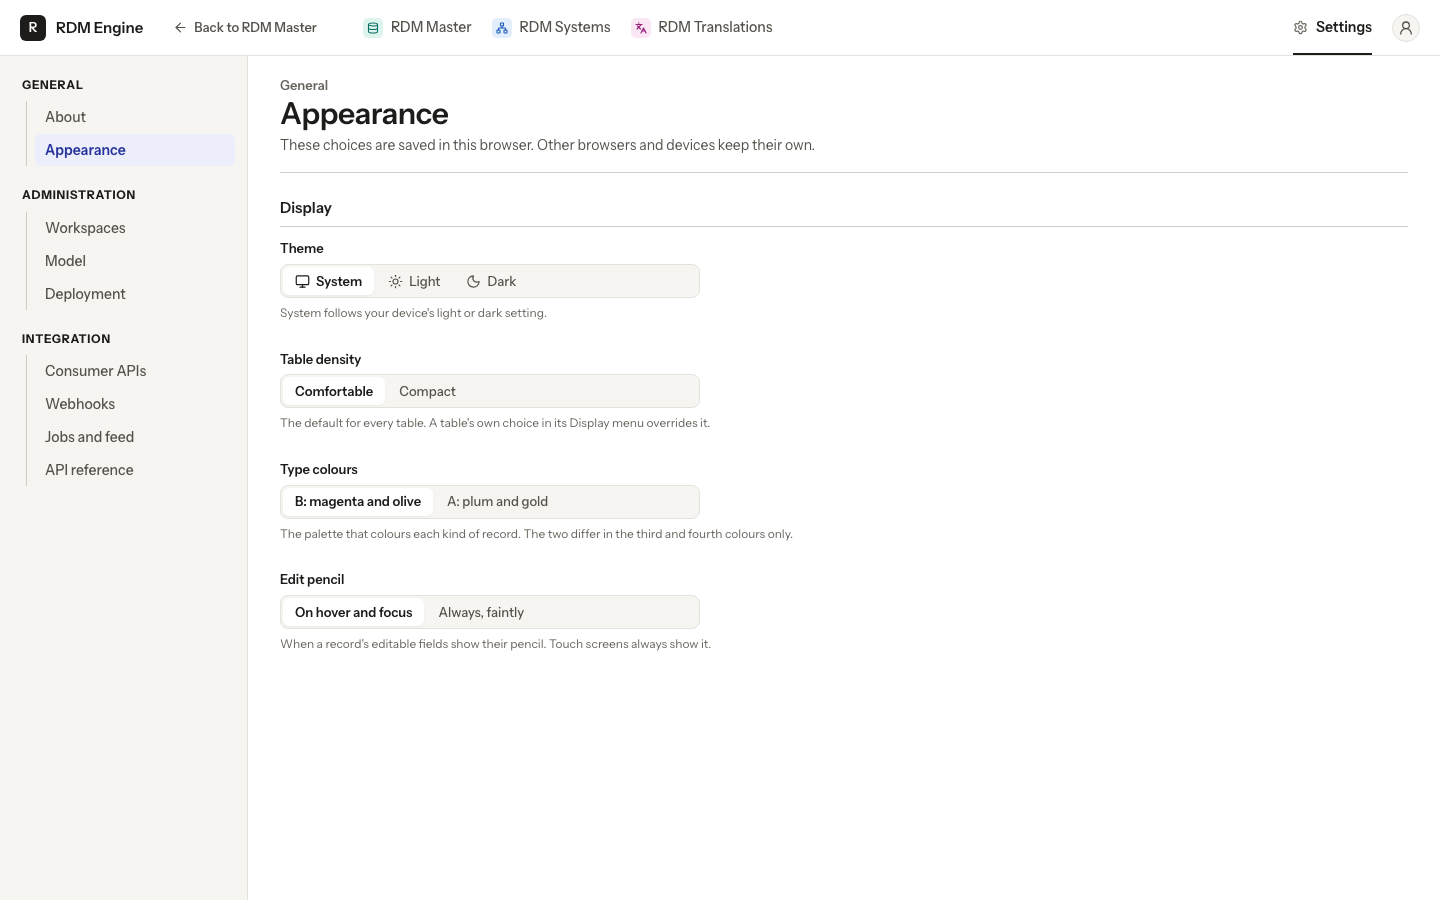 R RDM Engine
Back to RDM Master
RDM Master
RDM Systems
RDM Translations
Settings
GENERAL
About
Appearance
ADMINISTRATION
Workspaces
Model
Deployment
INTEGRATION
Consumer APIs
Webhooks
Jobs and feed
API reference
General
Appearance
These choices are saved in this browser. Other browsers and devices keep their own.
Display
Theme
System Light Dark
System follows your device's light or dark setting.
Table density
Comfortable Compact
The default for every table. A table's own choice in its Display menu overrides it.
Type colours
B: magenta and olive A: plum and gold
The palette that colours each kind of record. The two differ in the third and fourth colours only.
Edit pencil
On hover and focus Always, faintly
When a record's editable fields show their pencil. Touch screens always show it.